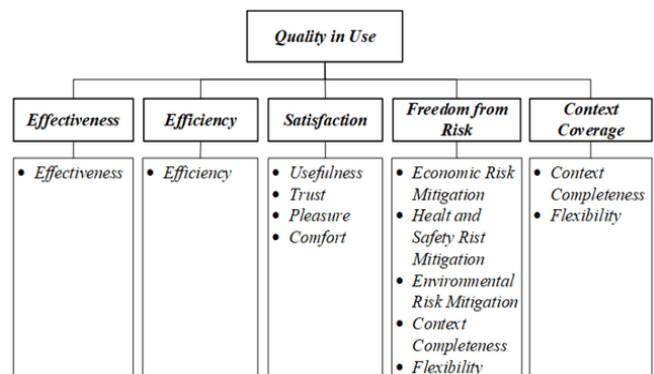 Quality in Use
Effectiveness
Efficiency
Satisfaction
Freedom from
Risk
Context
Coverage
• Effectiveness
• Efficiency
• Usefulness
• Trust
• Pleasure
• Comfort
• Economic Risk
Mitigation
• Healt and
Safety Rist
Mitigation
• Environmental
Risk Mitigation
• Context
Completeness
• Flexibility
• Context
Completeness
• Flexibility